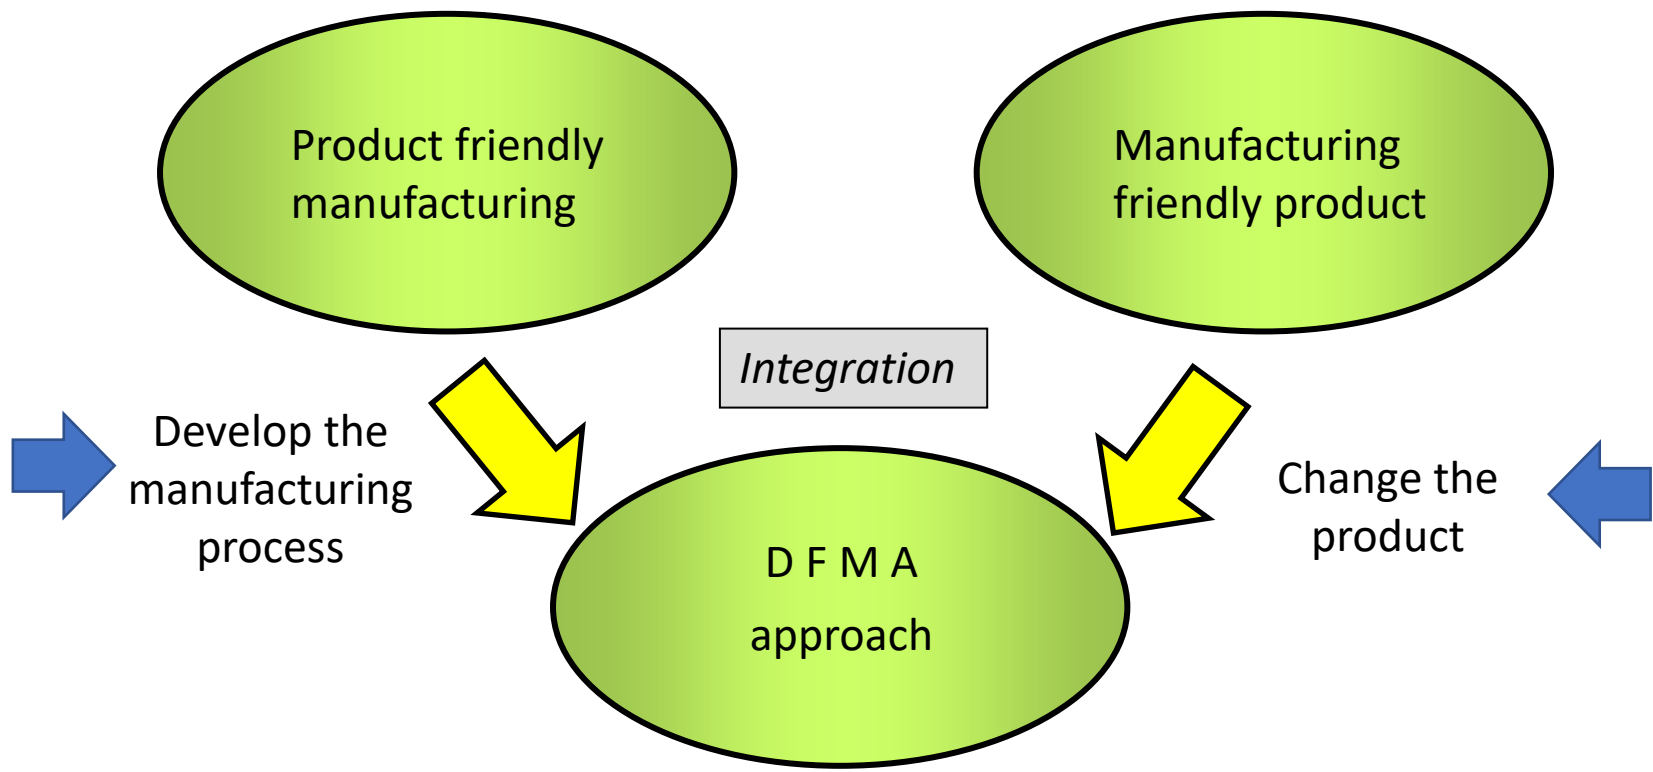 Product friendly
manufacturing
Manufacturing
friendly product
Integration
Develop the
manufacturing
process
Change the
product
D F M A
approach